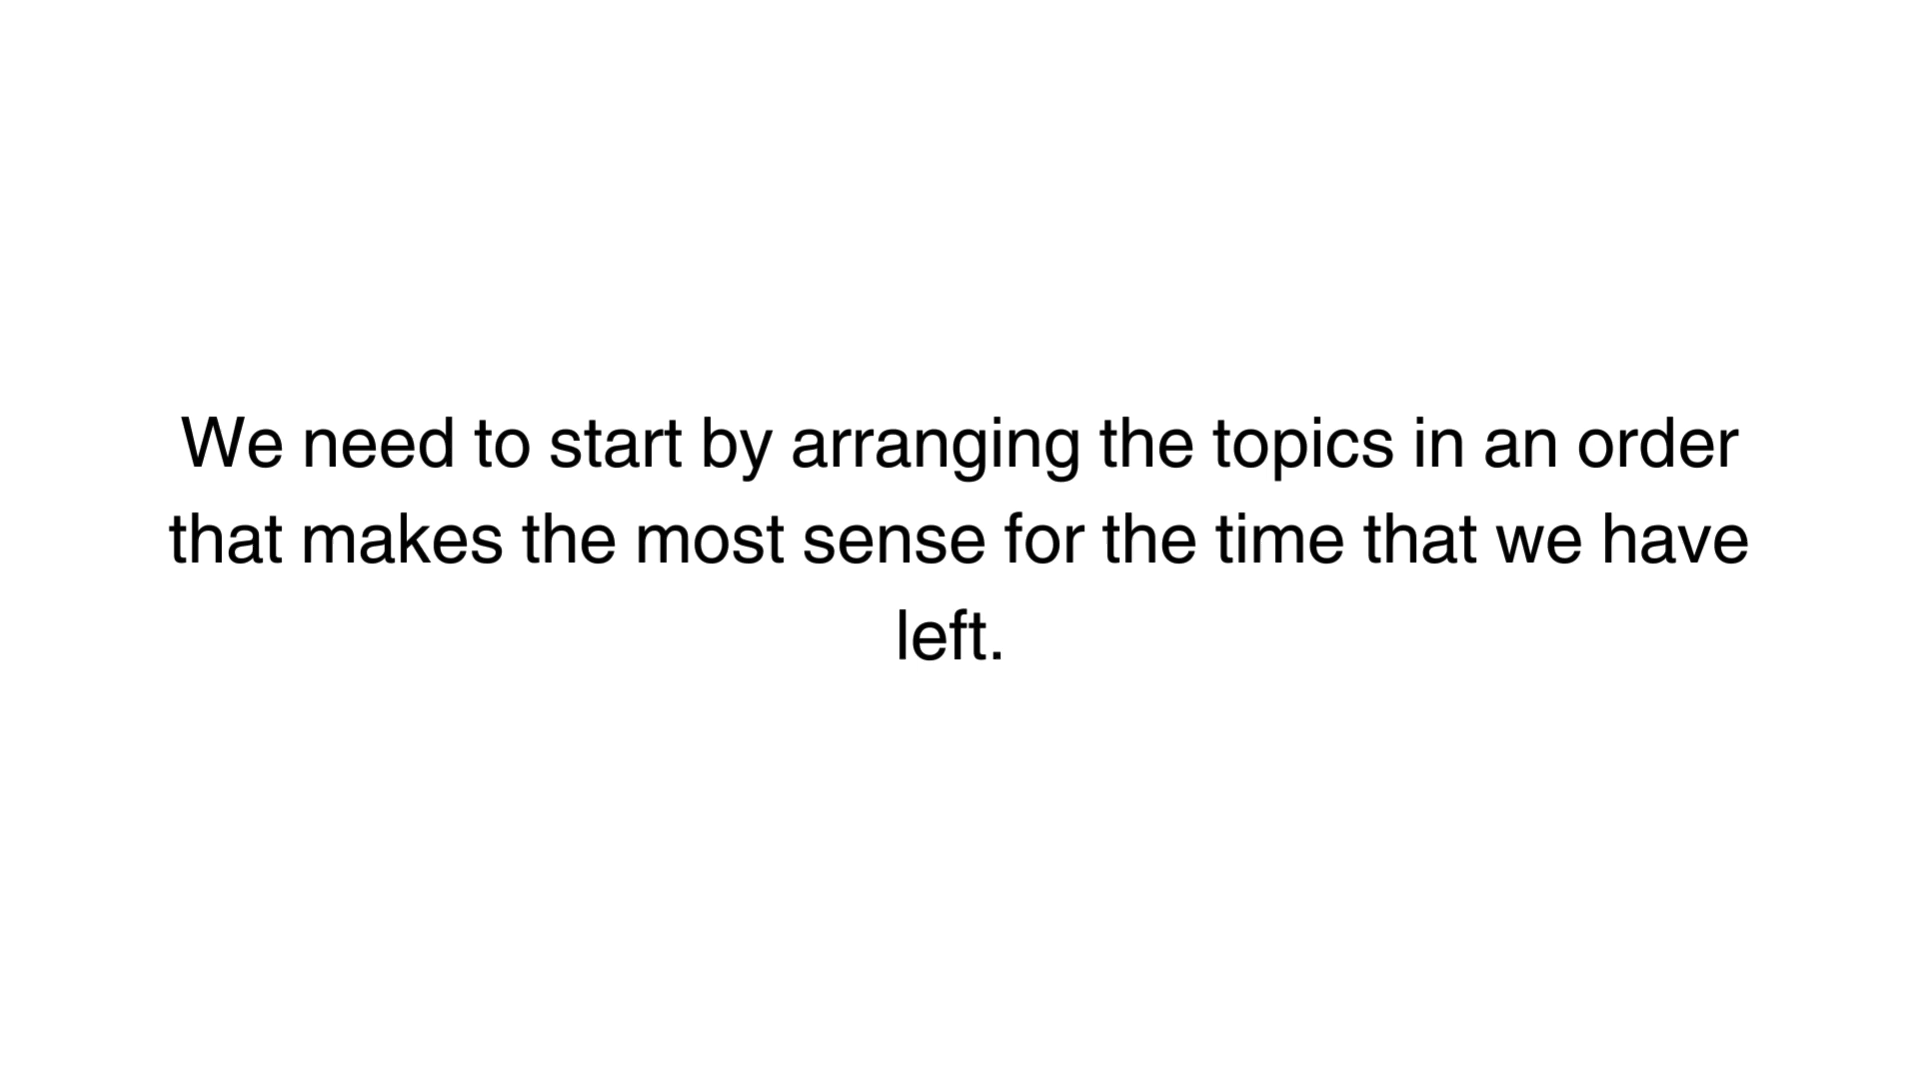 We need to start by arranging the topics in an order
that makes the most sense for the time that we have
left.